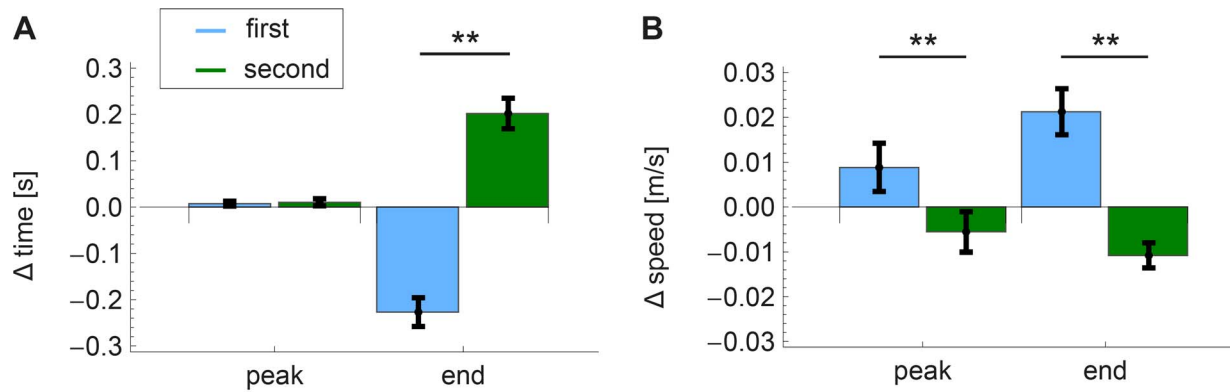 A
first
second
**
0.3
0.2
0.1
0.0
−0.1
−0.2
−0.3
Δ time [s]
peak
end
B
**
**
0.03
0.02
0.01
0.00
−0.01
−0.02
−0.03
Δ speed [m/s]
peak
end